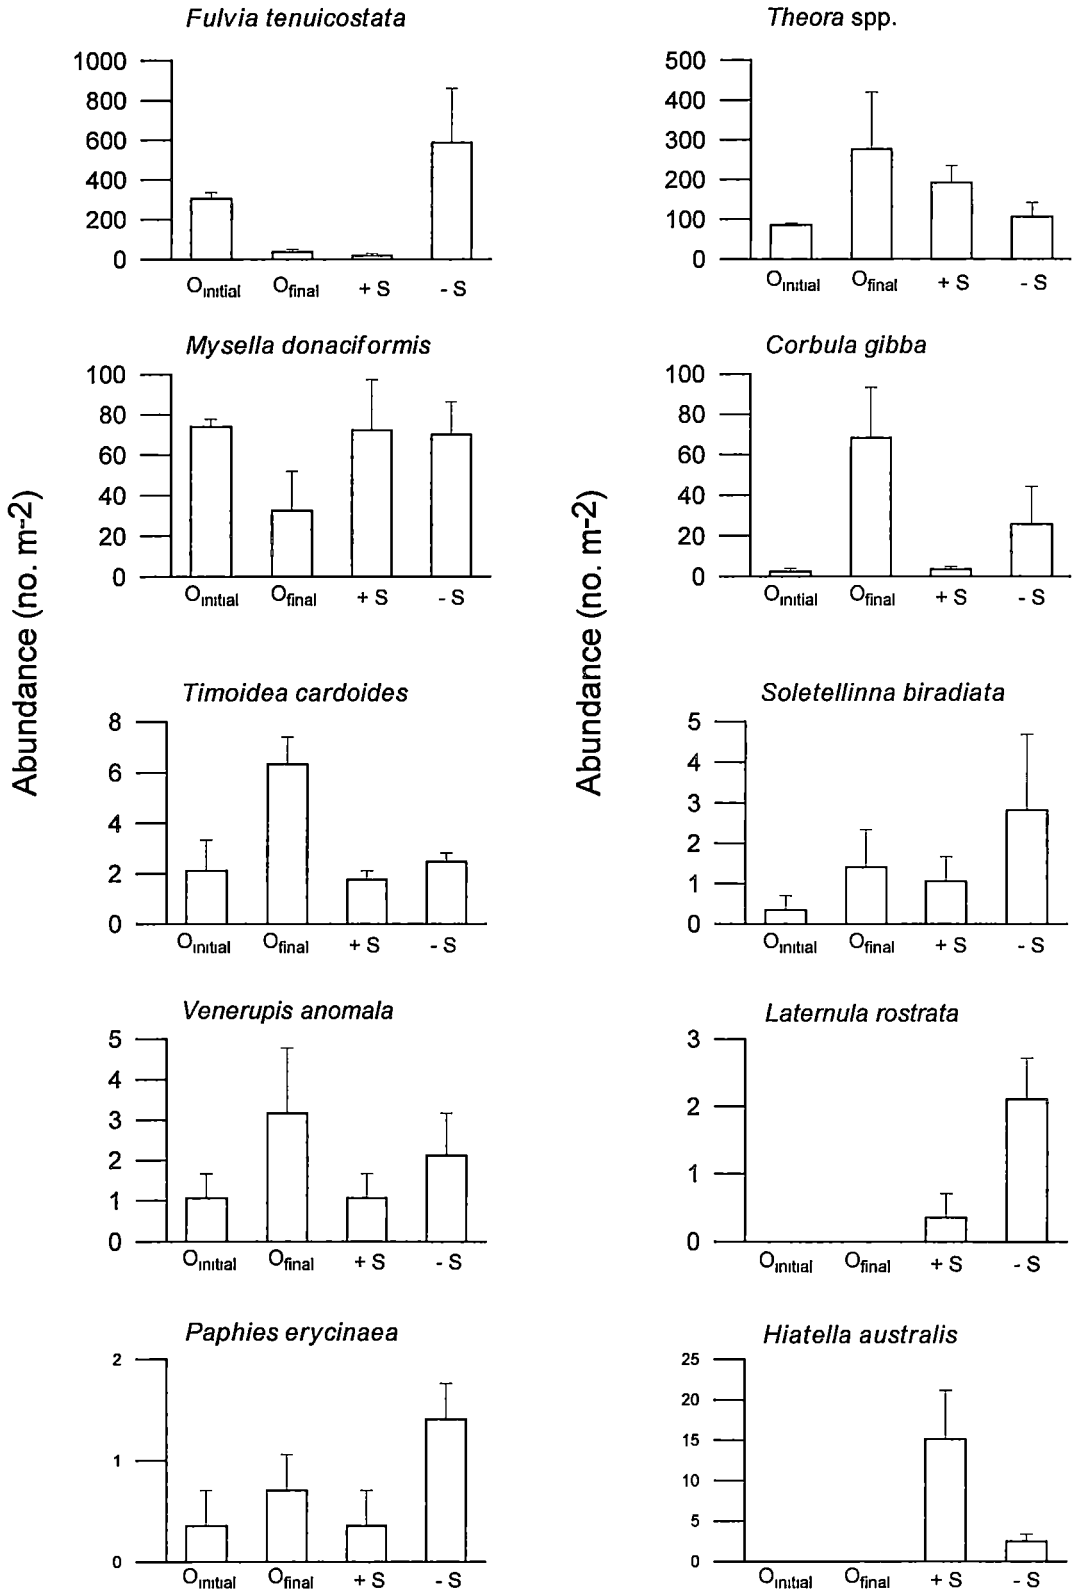 Fulvia tenuicostata
1000
800
600
400
200
0
Oinitial Ofinal + S - S
Theora spp.
500
400
300
200
100
0
Oinitial Ofinal + S - S
Mysella donaciformis
100
80
60
40
20
0
Oinitial Ofinal + S - S
Corbula gibba
100
80
60
40
20
0
Oinitial Ofinal + S - S
Abundance (no. m-2)
Abundance (no. m-2)
Timoidea cardoides
8
6
4
2
0
Oinitial Ofinal + S - S
Soletellinna biradiata
5
4
3
2
1
0
Oinitial Ofinal + S - S
Venerupis anomala
5
4
3
2
1
0
Oinitial Ofinal + S - S
Laternula rostrata
3
2
1
0
Oinitial Ofinal + S - S
Paphies erycinaea
2
1
0
Oinitial Ofinal + S - S
Hiatella australis
25
20
15
10
5
0
Oinitial Ofinal + S - S